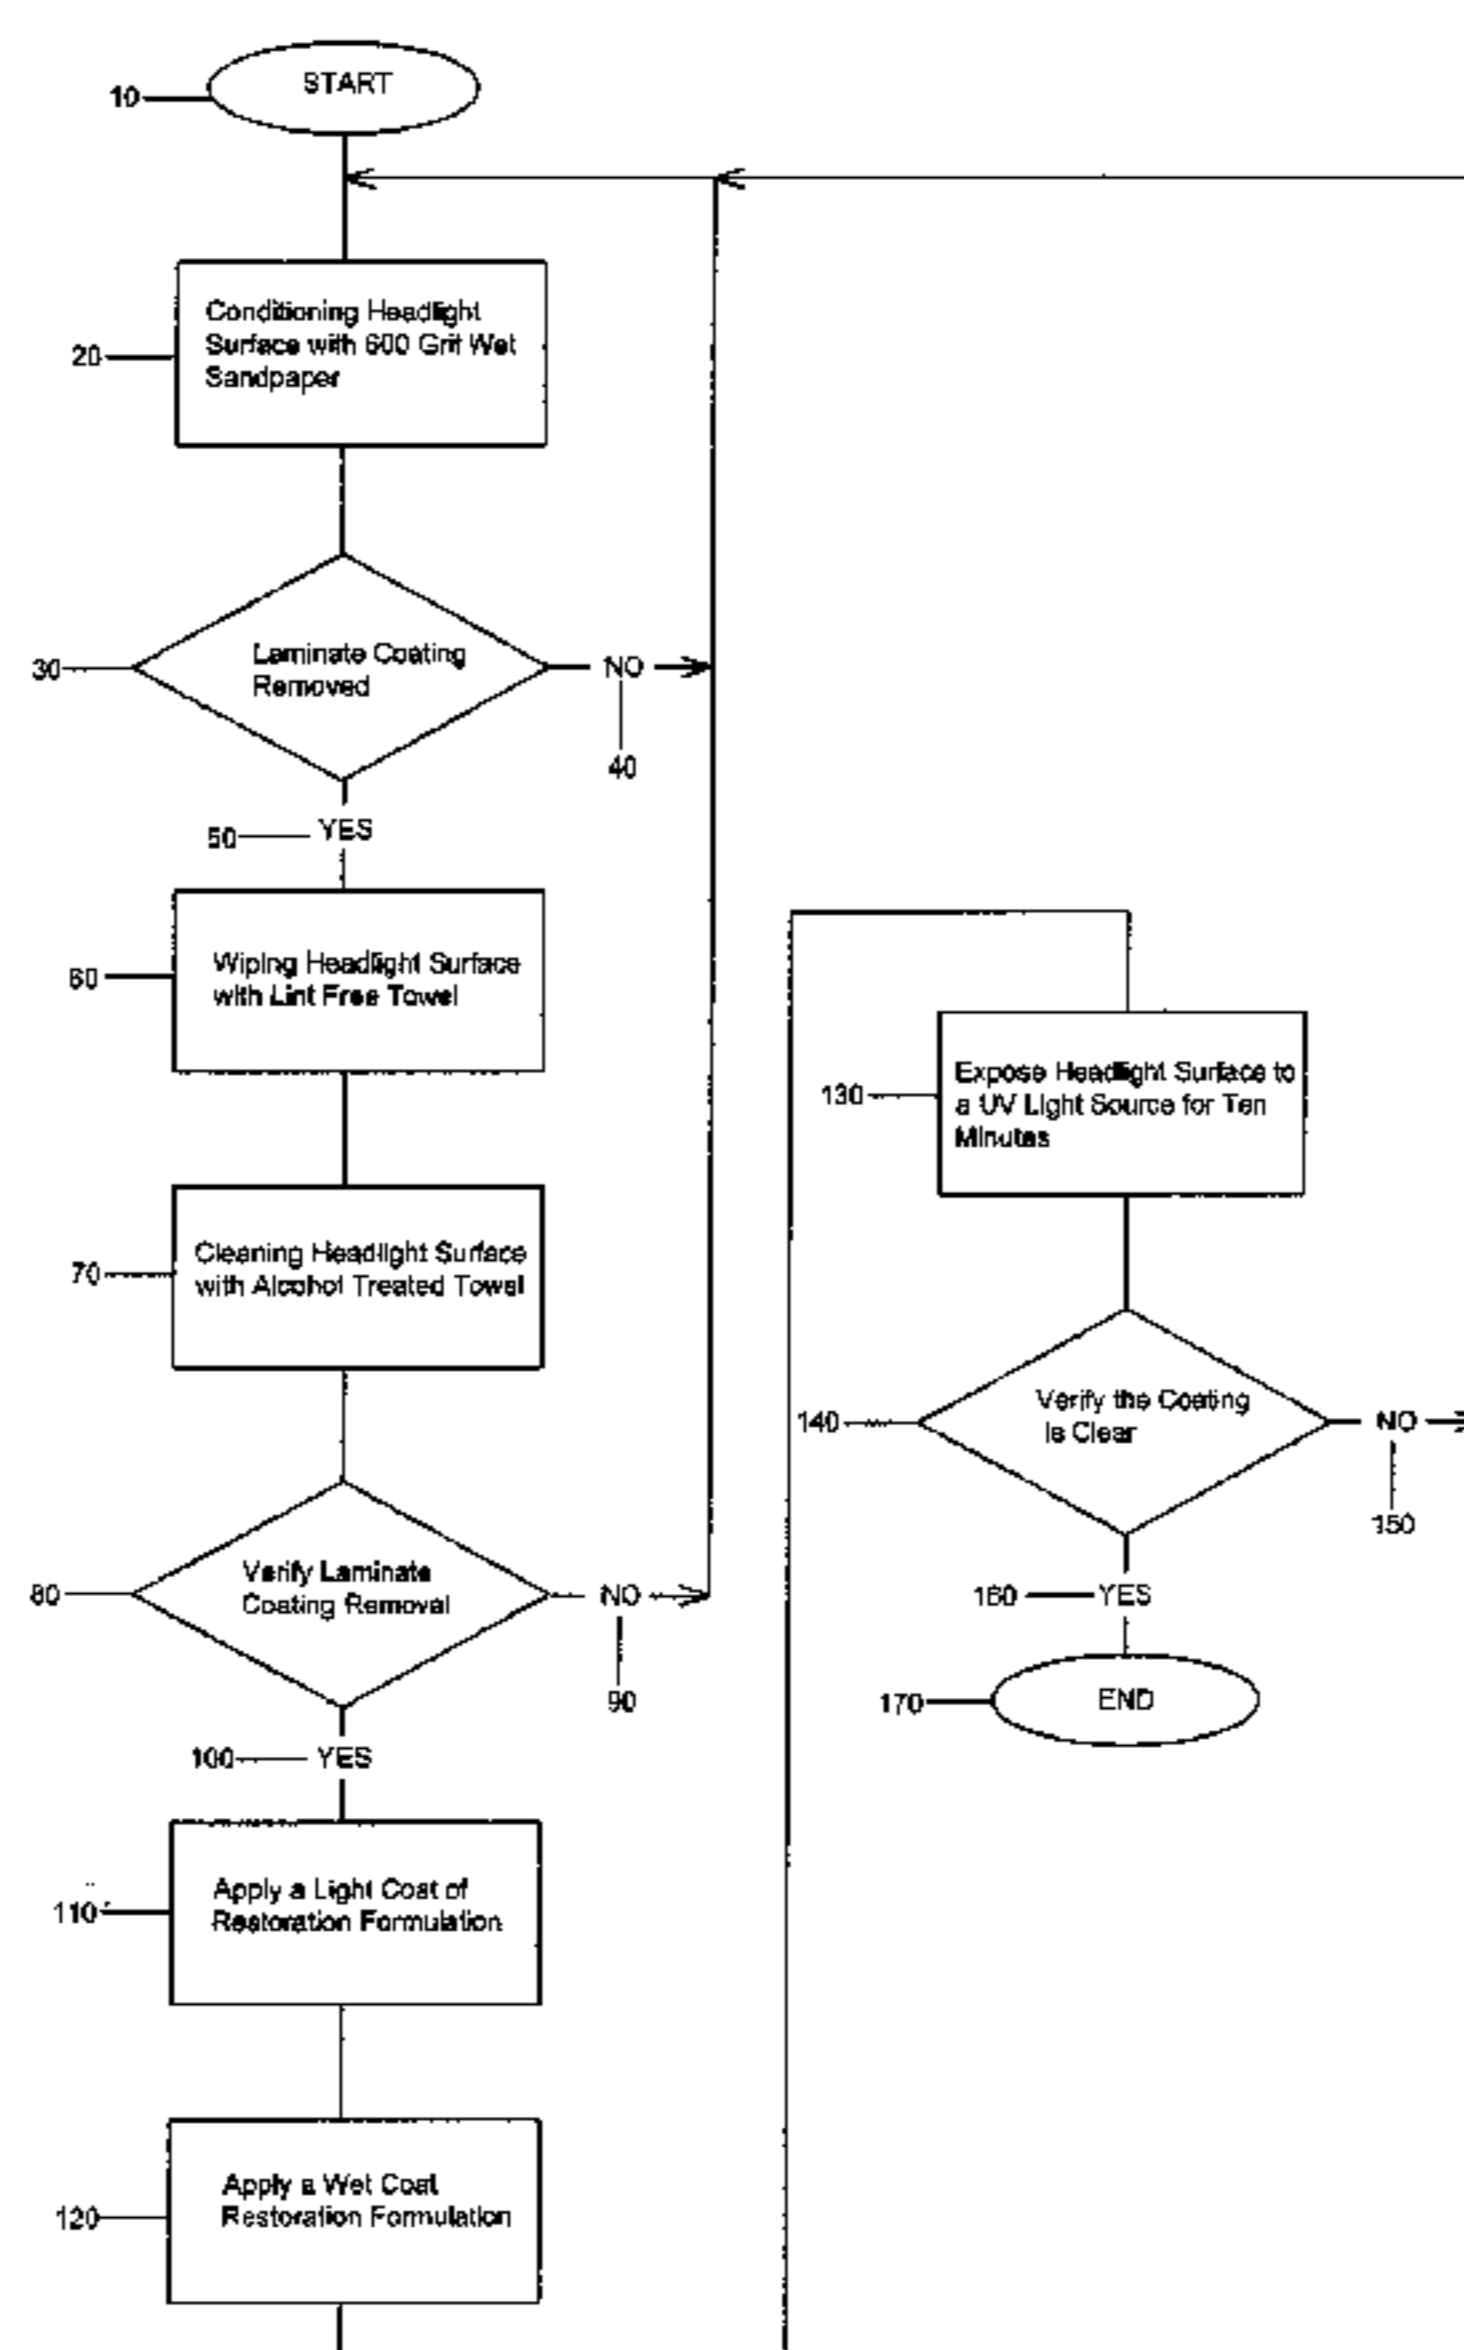 START
10
Conditioning Headlight
Surface with 600 Grit Wet
Sandpaper
20
Laminate Coating
Removed
30
NO
40
YES
50
Wiping Headlight Surface
with Lint Free Towel
60
Cleaning Headlight Surface
with Alcohol Treated Towel
70
Verify Laminate
Coating Removal
80
NO
90
YES
100
Apply a Light Coat of
Restoration Formulation
110
Apply a Wet Coat
Restoration Formulation
120
Expose Headlight Surface to
a UV Light Source for Ten
Minutes
130
Verify the Coating
is Clear
140
NO
150
YES
160
END
170